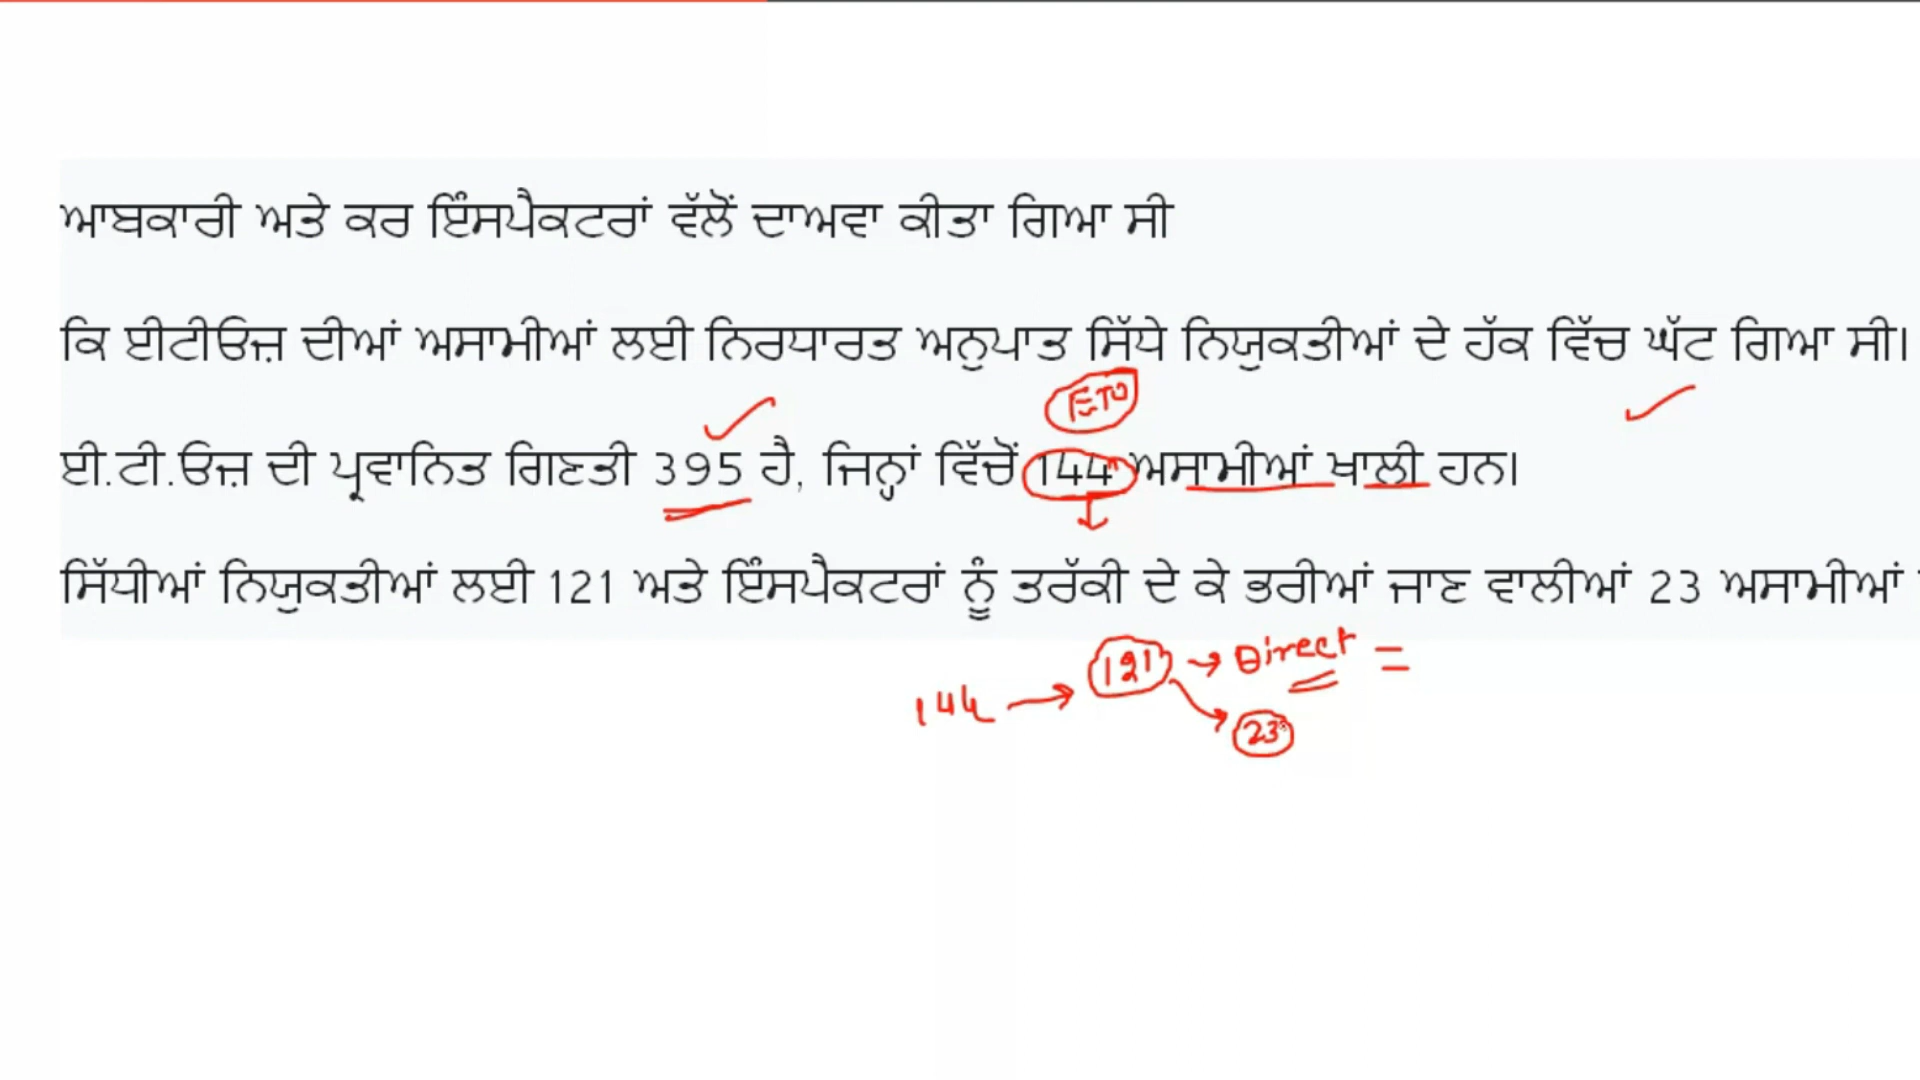 ਆਬਕਾਰੀ ਅਤੇ ਕਰ ਇੰਸਪੈਕਟਰਾਂ ਵੱਲੋਂ ਦਾਅਵਾ ਕੀਤਾ ਗਿਆ ਸੀ
ਕਿ ਈਟੀਓਜ਼ ਦੀਆਂ ਅਸਾਮੀਆਂ ਲਈ ਨਿਰਧਾਰਤ ਅਨੁਪਾਤ ਸਿੱਧੇ ਨਿਯੁਕਤੀਆਂ ਦੇ ਹੱਕ ਵਿੱਚ ਘੱਟ ਗਿਆ ਸੀ।
ETO
ਈ.ਟੀ.ਓਜ਼ ਦੀ ਪ੍ਰਵਾਨਿਤ ਗਿਣਤੀ 395 ਹੈ, ਜਿਨ੍ਹਾਂ ਵਿੱਚੋਂ 144 ਅਸਾਮੀਆਂ ਖਾਲੀ ਹਨ।
ਸਿੱਧੀਆਂ ਨਿਯੁਕਤੀਆਂ ਲਈ 121 ਅਤੇ ਇੰਸਪੈਕਟਰਾਂ ਨੂੰ ਤਰੱਕੀ ਦੇ ਕੇ ਭਰੀਆਂ ਜਾਣ ਵਾਲੀਆਂ 23 ਅਸਾਮੀਆਂ
144 → 121 → Direct =
23